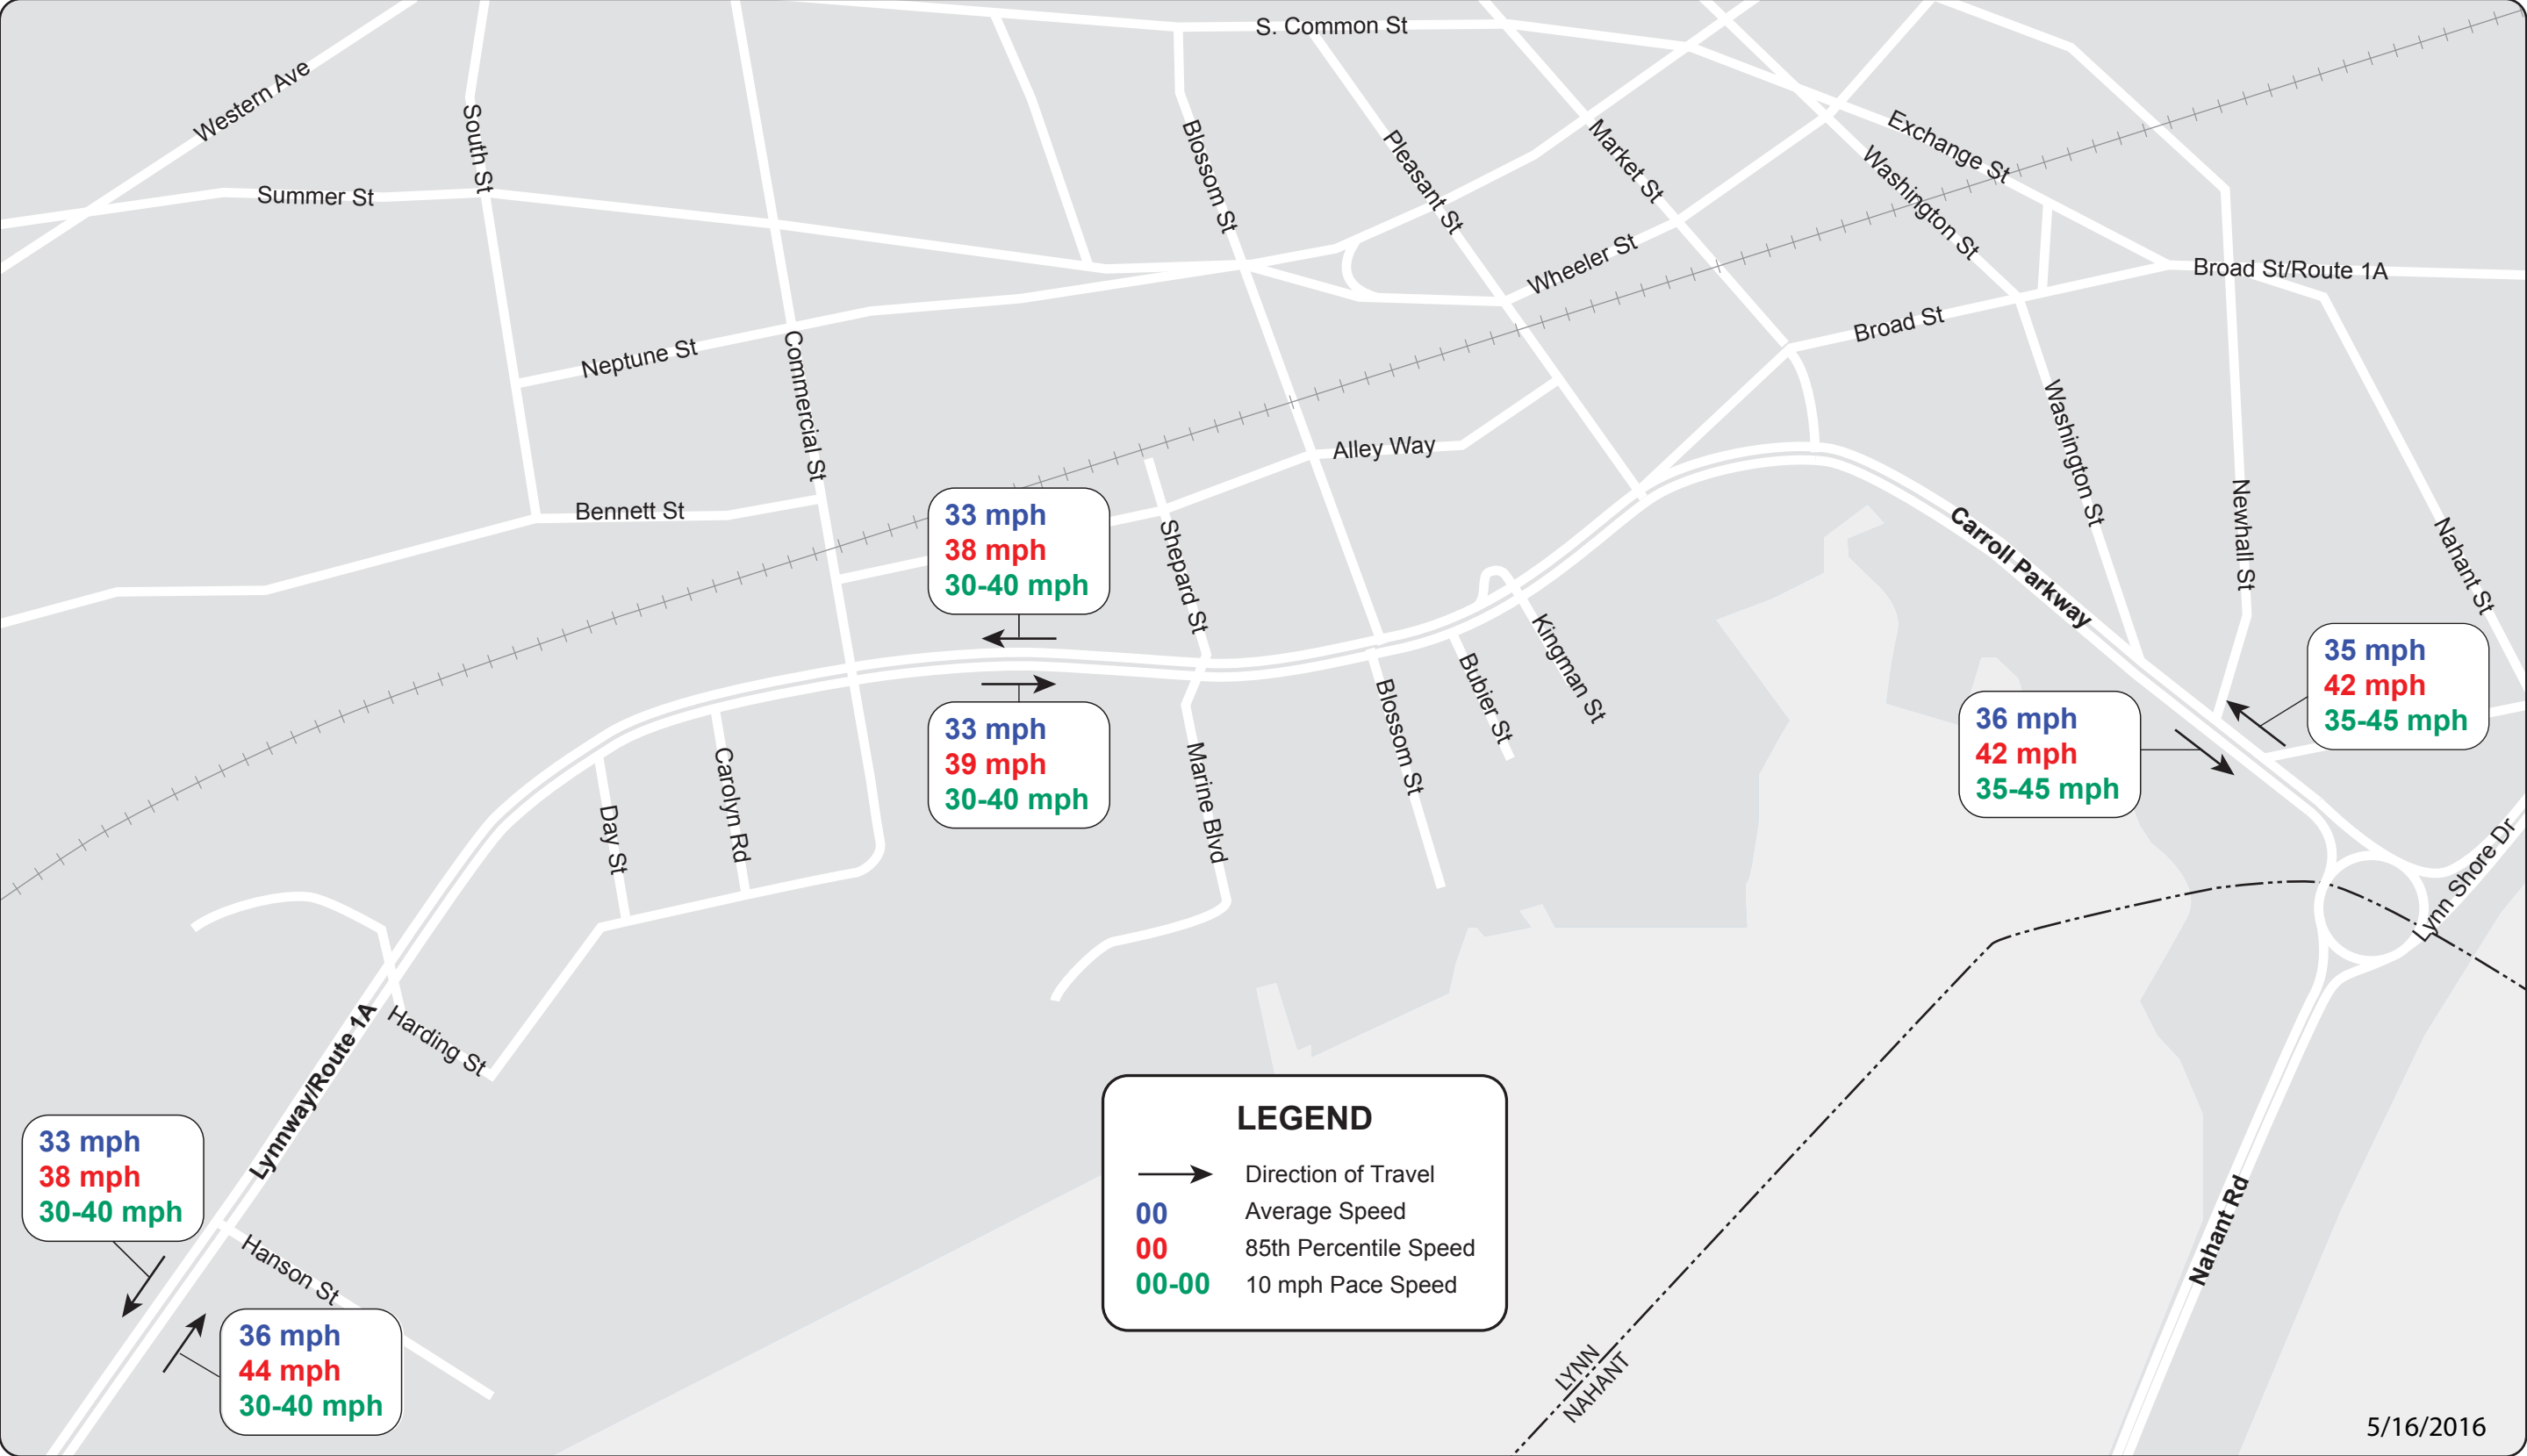 S. Common St
Western Ave
South St
Summer St
Blossom St
Pleasant St
Market St
Exchange St
Washington St
Wheeler St
Broad St/Route 1A
Broad St
Neptune St
Commercial St
Alley Way
Washington St
Bennett St
Newhall St
Nahant St
Carroll Parkway
33 mph
38 mph
30-40 mph
Shepard St
Kingman St
Bubier St
Blossom St
33 mph
39 mph
30-40 mph
35 mph
42 mph
35-45 mph
36 mph
42 mph
35-45 mph
Marine Blvd
Carolyn Rd
Day St
Lynn Shore Dr
Harding St
Lynnway/Route 1A
33 mph
38 mph
30-40 mph
Hanson St
36 mph
44 mph
30-40 mph
LEGEND
Direction of Travel
00 Average Speed
00 85th Percentile Speed
00-00 10 mph Pace Speed
Nahant Rd
LYNN
NAHANT
5/16/2016